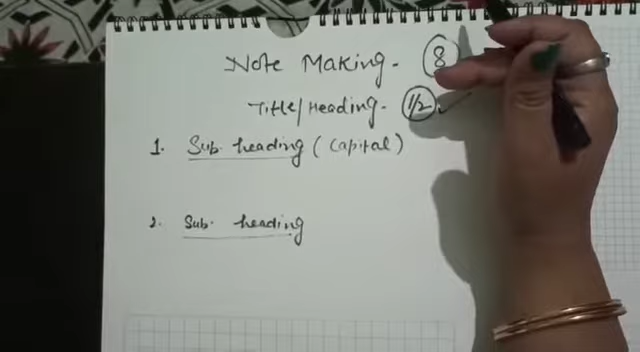 Note Making. 8
Title/Heading. 1/2
1. Sub. heading (Capital)
2. Sub. heading